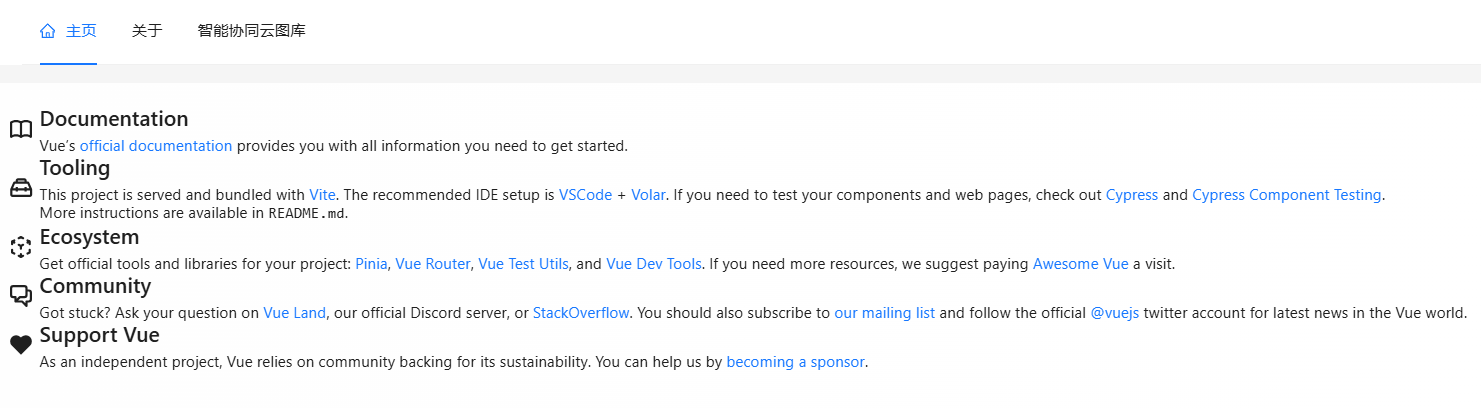 主页 关于 智能协同云图库
Documentation
Vue’s official documentation provides you with all information you need to get started.
Tooling
This project is served and bundled with Vite. The recommended IDE setup is VSCode + Volar. If you need to test your components and web pages, check out Cypress and Cypress Component Testing.
More instructions are available in README.md.
Ecosystem
Get official tools and libraries for your project: Pinia, Vue Router, Vue Test Utils, and Vue Dev Tools. If you need more resources, we suggest paying Awesome Vue a visit.
Community
Got stuck? Ask your question on Vue Land, our official Discord server, or StackOverflow. You should also subscribe to our mailing list and follow the official @vuejs twitter account for latest news in the Vue world.
Support Vue
As an independent project, Vue relies on community backing for its sustainability. You can help us by becoming a sponsor.